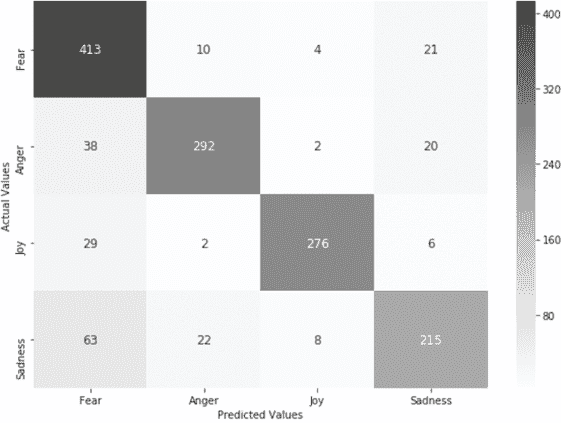 Actual Values
Fear
413 10 4 21
Anger
38 292 2 20
Joy
29 2 276 6
Sadness
63 22 8 215
Fear Anger Joy Sadness
Predicted Values
400
320
240
160
80